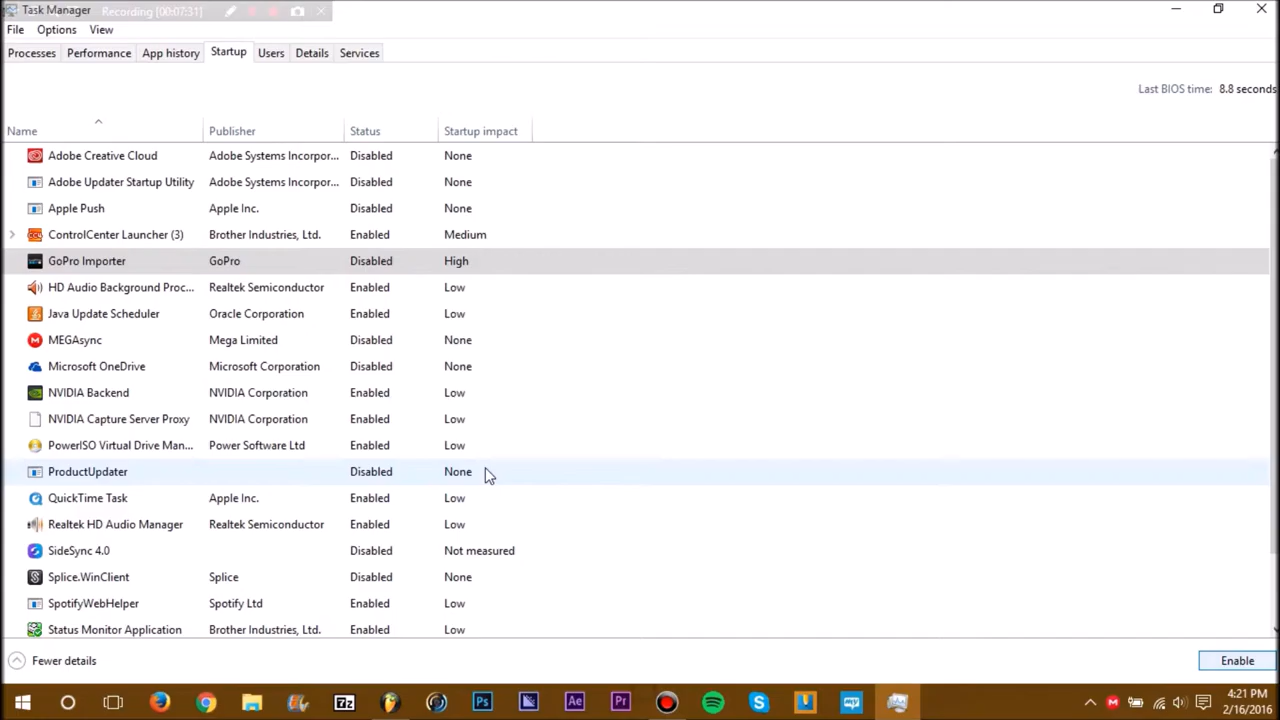 Task Manager
Recording [00:07:31]
File Options View
Processes Performance App history Startup Users Details Services
Last BIOS time: 8.8 seconds
Name Publisher Status Startup impact
Adobe Creative Cloud Adobe Systems Incorpor... Disabled None
Adobe Updater Startup Utility Adobe Systems Incorpor... Disabled None
Apple Push Apple Inc. Disabled None
ControlCenter Launcher (3) Brother Industries, Ltd. Enabled Medium
GoPro Importer GoPro Disabled High
HD Audio Background Proc... Realtek Semiconductor Enabled Low
Java Update Scheduler Oracle Corporation Enabled Low
MEGAsync Mega Limited Disabled None
Microsoft OneDrive Microsoft Corporation Disabled None
NVIDIA Backend NVIDIA Corporation Enabled Low
NVIDIA Capture Server Proxy NVIDIA Corporation Enabled Low
PowerISO Virtual Drive Man... Power Software Ltd Enabled Low
ProductUpdater Disabled None
QuickTime Task Apple Inc. Enabled Low
Realtek HD Audio Manager Realtek Semiconductor Enabled Low
SideSync 4.0 Disabled Not measured
Splice.WinClient Splice Disabled None
SpotifyWebHelper Spotify Ltd Enabled Low
Status Monitor Application Brother Industries, Ltd. Enabled Low
Fewer details Enable
7z Ps Ae Pr
4:21 PM
2/16/2016